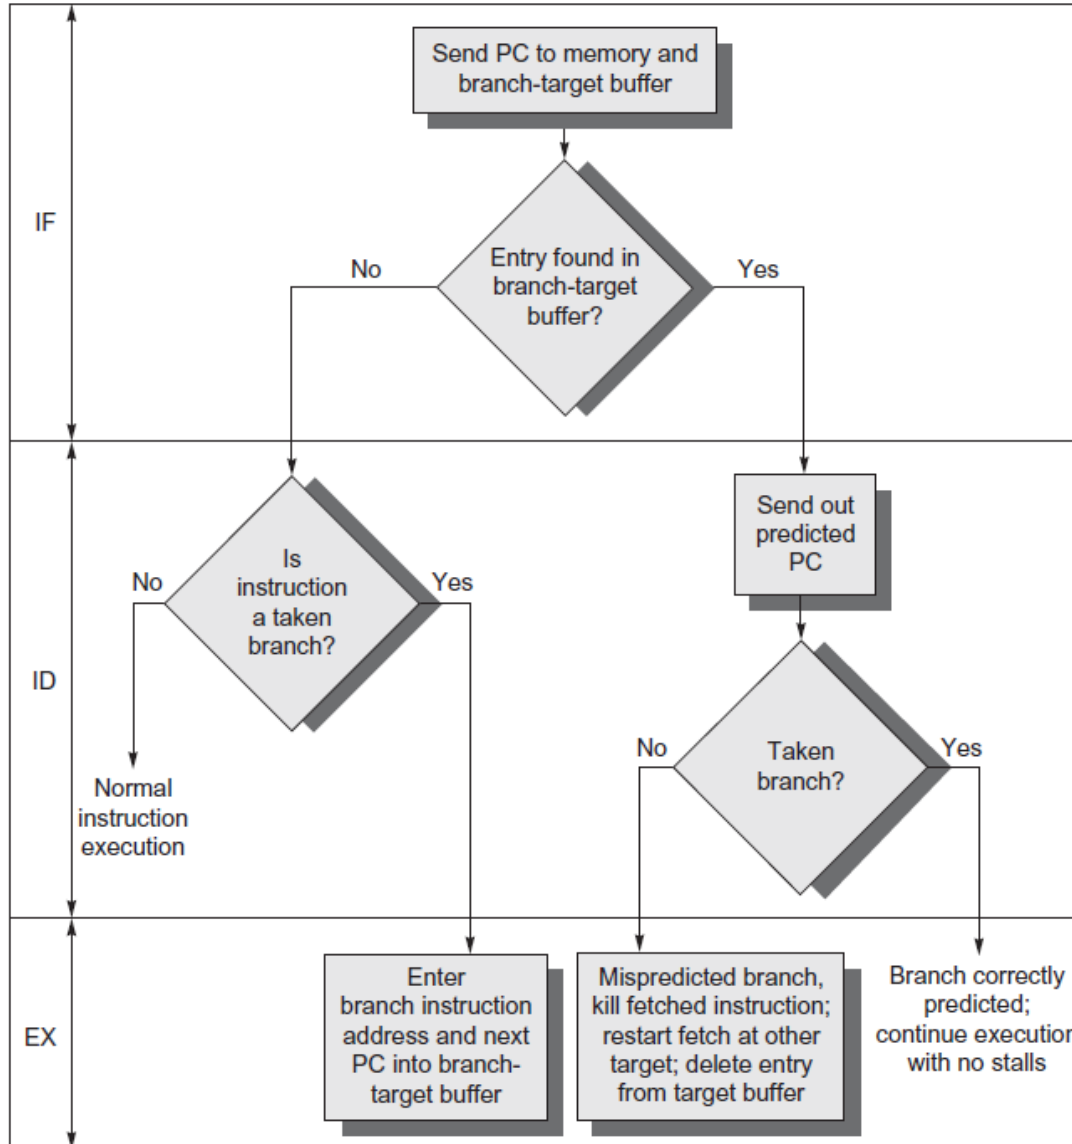 Send PC to memory and
branch-target buffer
IF
Entry found in
branch-target
buffer?
No
Yes
ID
Is
instruction
a taken
branch?
No
Yes
Normal
instruction
execution
Send out
predicted
PC
Taken
branch?
No
Yes
EX
Enter
branch instruction
address and next
PC into branch-
target buffer
Mispredicted branch,
kill fetched instruction;
restart fetch at other
target; delete entry
from target buffer
Branch correctly
predicted;
continue execution
with no stalls